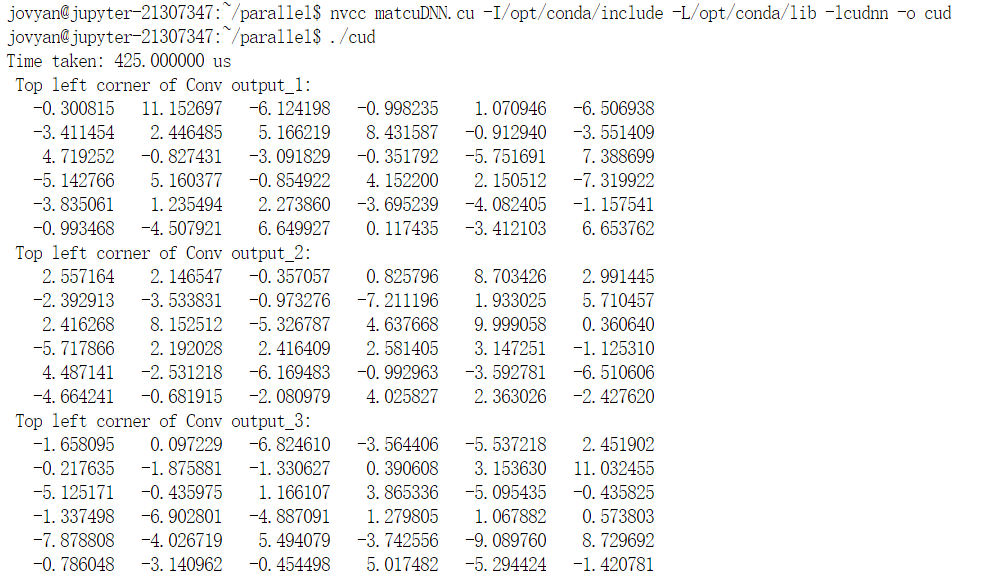 jovyan@jupyter-21307347:~/parallel$ nvcc matcuDNN.cu -I/opt/conda/include -L/opt/conda/lib -lcudnn -o cud
jovyan@jupyter-21307347:~/parallel$ ./cud
Time taken: 425.000000 us
Top left corner of Conv output_1:
-0.300815 11.152697 -6.124198 -0.998235 1.070946 -6.506938
-3.411454 2.446485 5.166219 8.431587 -0.912940 -3.551409
4.719252 -0.827431 -3.091829 -0.351792 -5.751691 7.388699
-5.142766 5.160377 -0.854922 4.152200 2.150512 -7.319922
-3.835061 1.235494 2.273860 -3.695239 -4.082405 -1.157541
-0.993468 -4.507921 6.649927 0.117435 -3.412103 6.653762
Top left corner of Conv output_2:
2.557164 2.146547 -0.357057 0.825796 8.703426 2.991445
-2.392913 -3.533831 -0.973276 -7.211196 1.933025 5.710457
2.416268 8.152512 -5.326787 4.637668 9.999058 0.360640
-5.717866 2.192028 2.416409 2.581405 3.147251 -1.125310
4.487141 -2.531218 -6.169483 -0.992963 -3.592781 -6.510606
-4.664241 -0.681915 -2.080979 4.025827 2.363026 -2.427620
Top left corner of Conv output_3:
-1.658095 0.097229 -6.824610 -3.564406 -5.537218 2.451902
-0.217635 -1.875881 -1.330627 0.390608 3.153630 11.032455
-5.125171 -0.435975 1.166107 3.865336 -5.095435 -0.435825
-1.337498 -6.902801 -4.887091 1.279805 1.067882 0.573803
-7.878808 -4.026719 5.494079 -3.742556 -9.089760 8.729692
-0.786048 -3.140962 -0.454498 5.017482 -5.294424 -1.420781